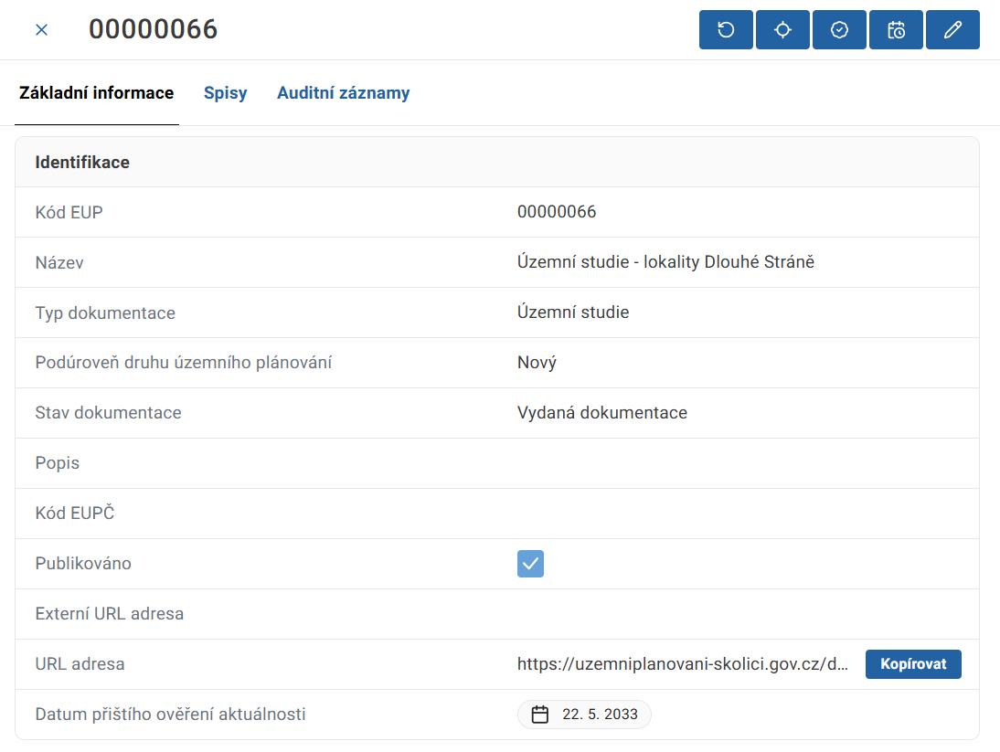 00000066
Základní informace Spisy Auditní záznamy
Identifikace
Kód EUP 00000066
Název Územní studie - lokality Dlouhé Stráně
Typ dokumentace Územní studie
Podúroveň druhu územního plánování Nový
Stav dokumentace Vydaná dokumentace
Popis
Kód EUPČ
Publikováno
Externí URL adresa
URL adresa https://uzemniplanovani-skolici.gov.cz/d... Kopírovat
Datum přištího ověření aktuálnosti 22. 5. 2033